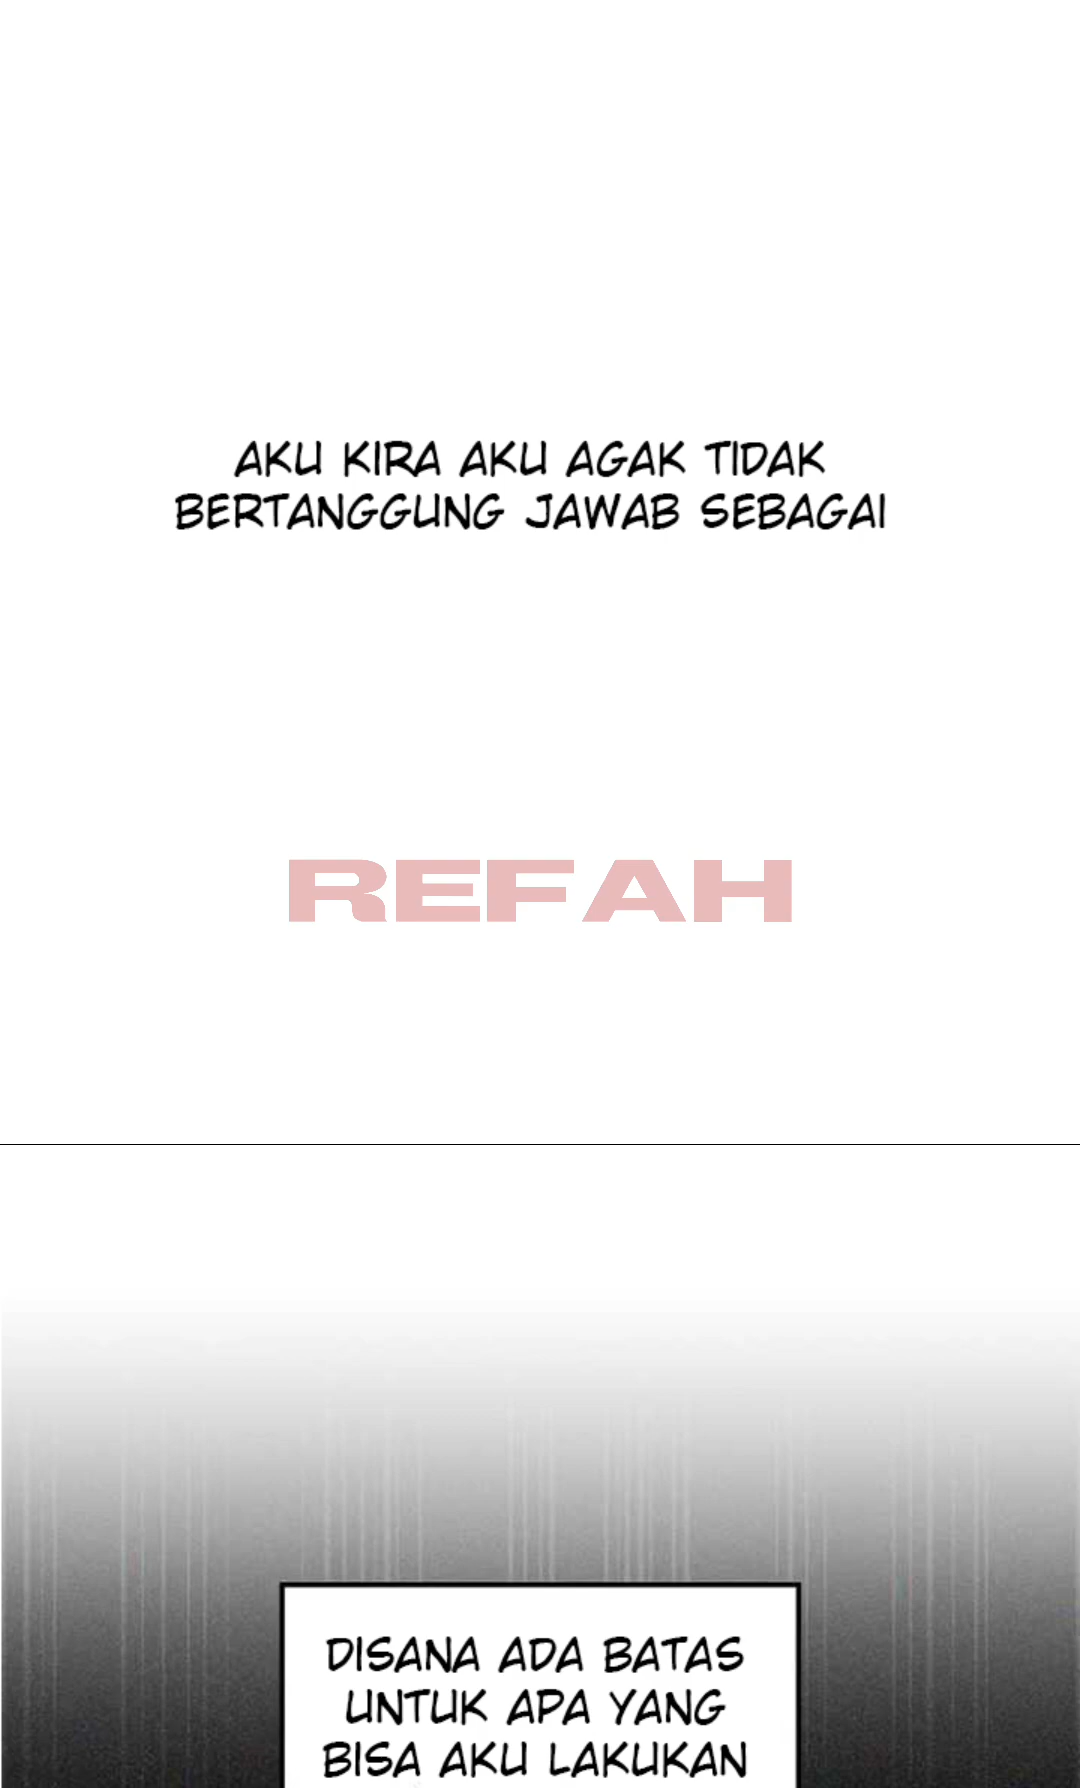 AKU KIRA AKU AGAK TIDAK
BERTANGGUNG JAWAB SEBAGAI
REFAH
DISANA ADA BATAS
UNTUK APA YANG
BISA AKU LAKUKAN